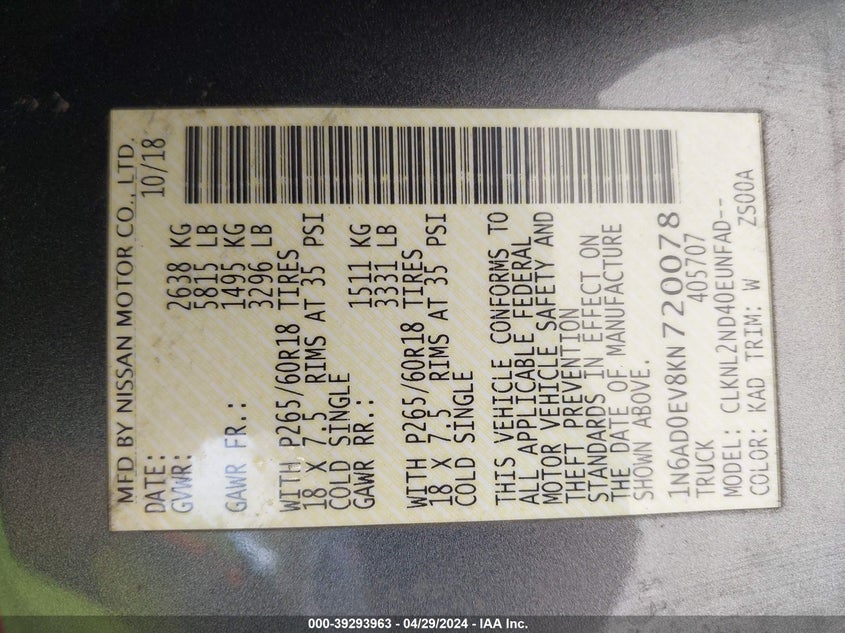 MFD BY NISSAN MOTOR CO., LTD.
DATE: 10/18
GVWR: 2638 KG
5815 LB
GAWR FR.: 1495 KG
3296 LB
WITH P265/60R18 TIRES
18 X 7.5 RIMS AT 35 PSI
COLD SINGLE
GAWR RR.: 1511 KG
3331 LB
WITH P265/60R18 TIRES
18 X 7.5 RIMS AT 35 PSI
COLD SINGLE
THIS VEHICLE CONFORMS TO
ALL APPLICABLE FEDERAL
MOTOR VEHICLE SAFETY AND
THEFT PREVENTION
STANDARDS IN EFFECT ON
THE DATE OF MANUFACTURE
SHOWN ABOVE.
1N6AD0EV8KN720078
TRUCK 405707
MODEL: CLKNL2ND40EUNFAD--
COLOR: KAD TRIM: W ZS00A
000-39293963 - 04/29/2024 - IAA Inc.